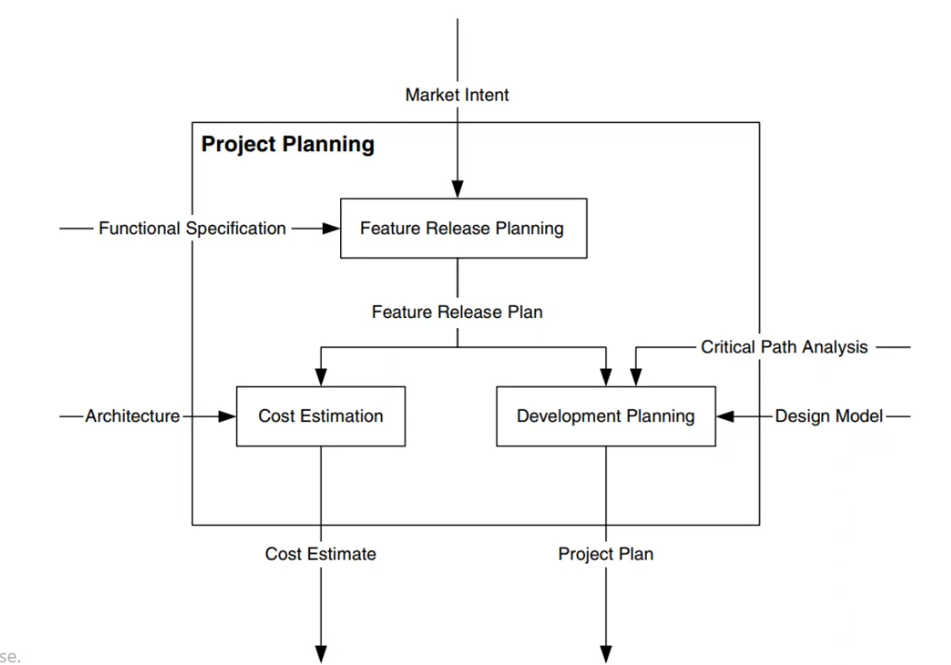 Market Intent
Project Planning
Functional Specification
Feature Release Planning
Feature Release Plan
Critical Path Analysis
Architecture
Cost Estimation
Development Planning
Design Model
Cost Estimate
Project Plan
se.